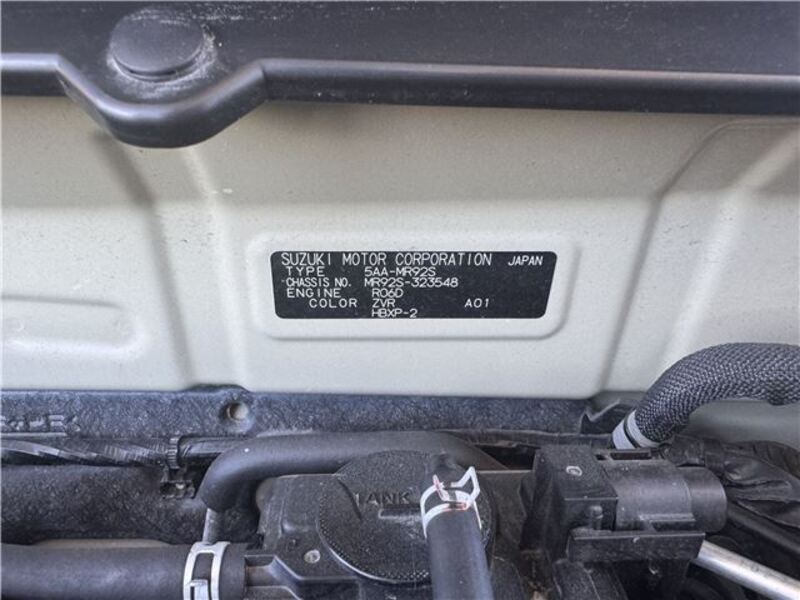 SUZUKI MOTOR CORPORATION JAPAN
TYPE 5AA-MR92S
CHASSIS NO. MR92S-323548
ENGINE R06D
COLOR ZVR A01
HBXP-2
TANK